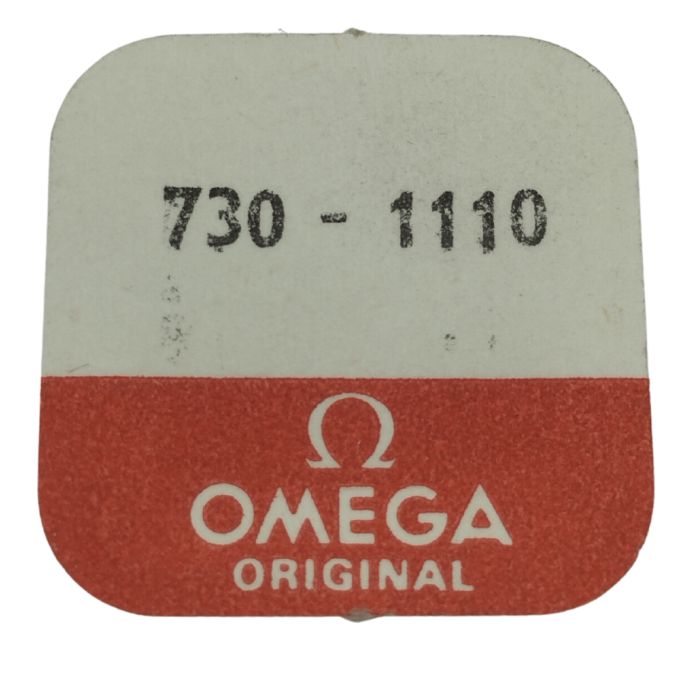 730 - 1110
Ω
OMEGA
ORIGINAL